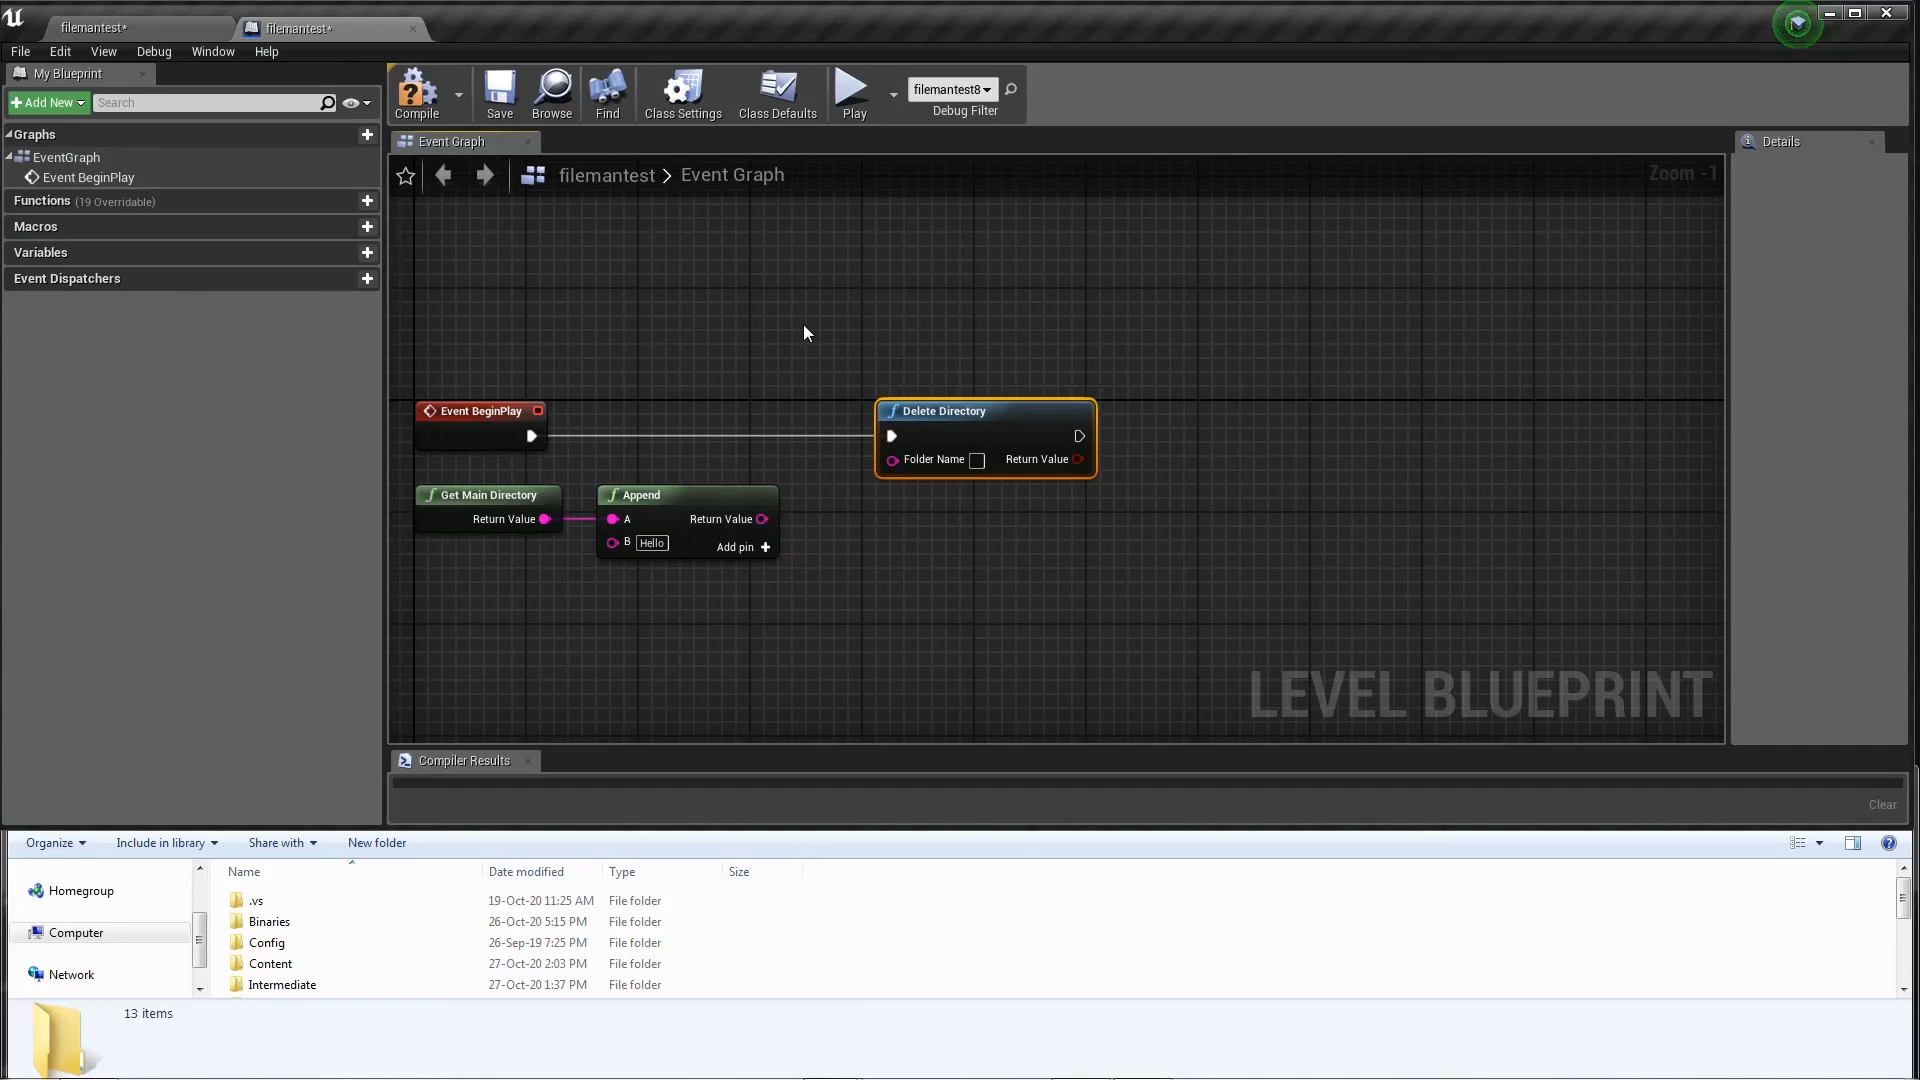 filemantest*
filemantest*
File Edit View Debug Window Help
My Blueprint
Add New Search
Compile Save Browse Find Class Settings Class Defaults Play
filemantest8
Debug Filter
Graphs
EventGraph
Event BeginPlay
Functions (19 Overridable)
Macros
Variables
Event Dispatchers
Event Graph
filemantest > Event Graph
Zoom -1
Details
Event BeginPlay
Delete Directory
Folder Name Return Value
Get Main Directory
Return Value
Append
A Return Value
B Hello Add pin
LEVEL BLUEPRINT
Compiler Results
Clear
Organize Include in library Share with New folder
Name Date modified Type Size
Homegroup
Computer
Network
.vs 19-Oct-20 11:25 AM File folder
Binaries 26-Oct-20 5:15 PM File folder
Config 26-Sep-19 7:25 PM File folder
Content 27-Oct-20 2:03 PM File folder
Intermediate 27-Oct-20 1:37 PM File folder
13 items